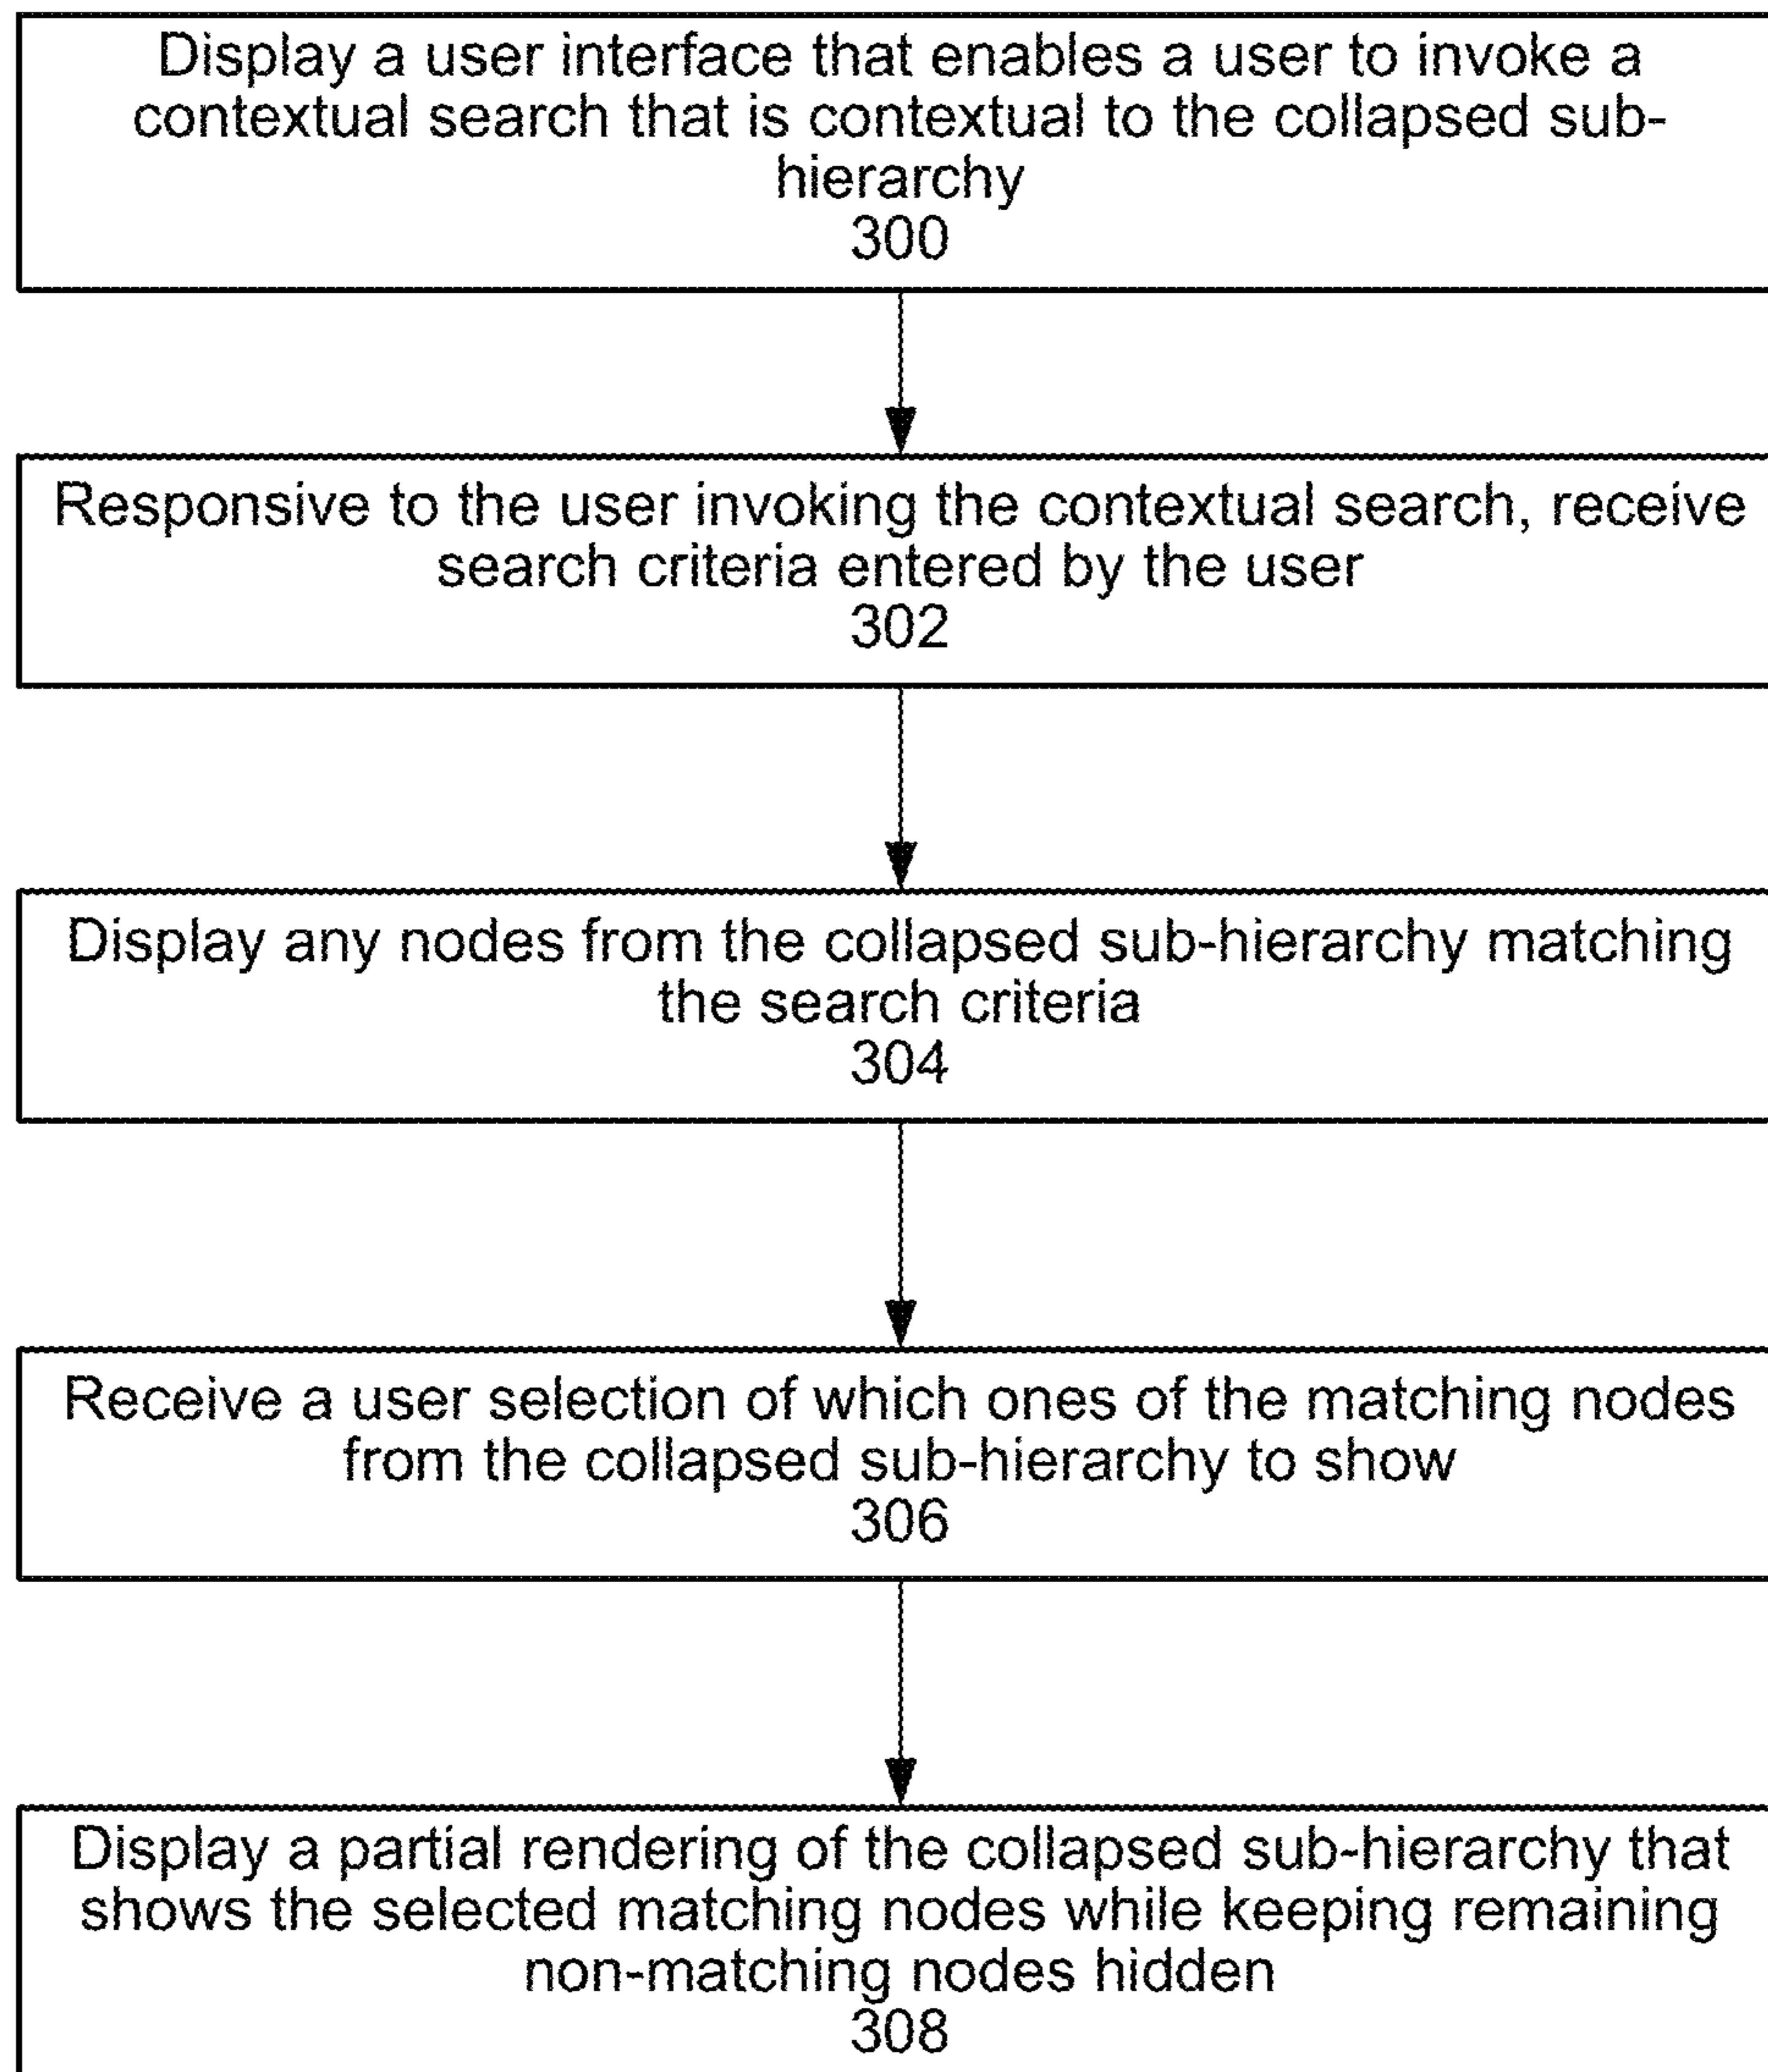 Display a user interface that enables a user to invoke a
contextual search that is contextual to the collapsed sub-
hierarchy
300
Responsive to the user invoking the contextual search, receive
search criteria entered by the user
302
Display any nodes from the collapsed sub-hierarchy matching
the search criteria
304
Receive a user selection of which ones of the matching nodes
from the collapsed sub-hierarchy to show
306
Display a partial rendering of the collapsed sub-hierarchy that
shows the selected matching nodes while keeping remaining
non-matching nodes hidden
308